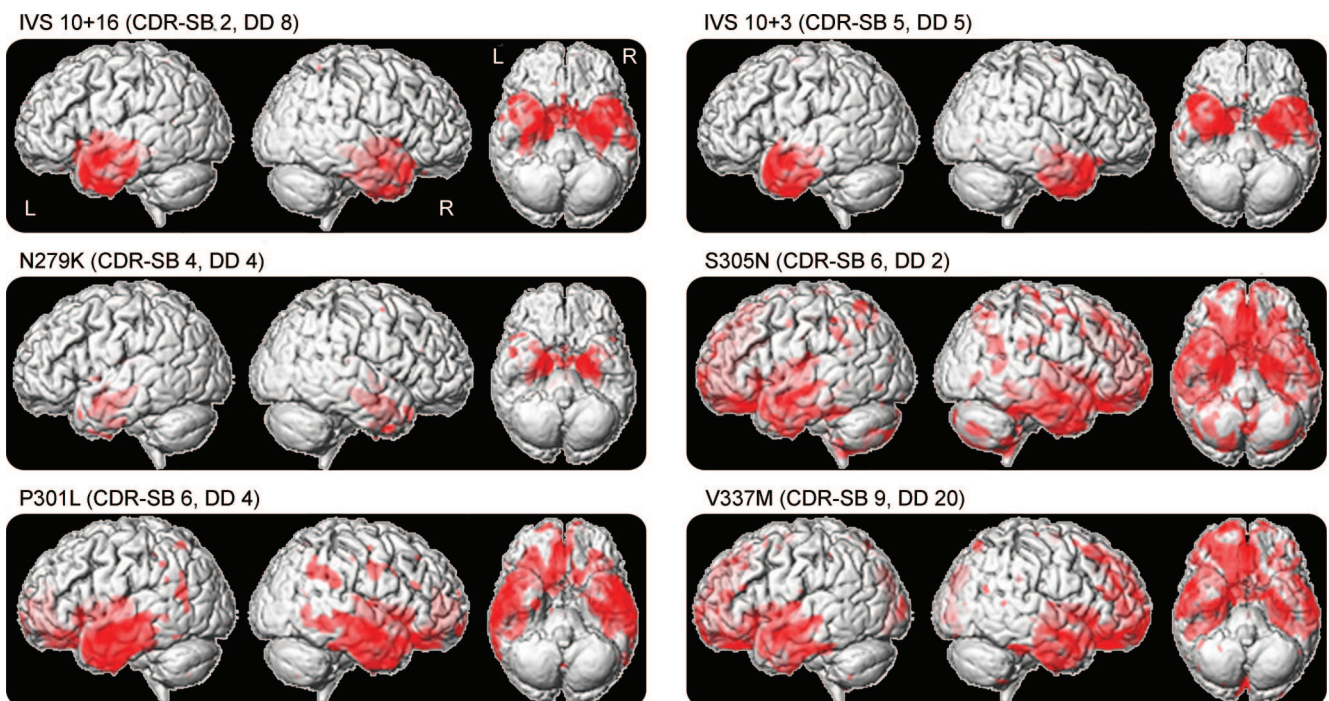 IVS 10+16 (CDR-SB 2, DD 8)
L
R
L
R
IVS 10+3 (CDR-SB 5, DD 5)
N279K (CDR-SB 4, DD 4)
S305N (CDR-SB 6, DD 2)
P301L (CDR-SB 6, DD 4)
V337M (CDR-SB 9, DD 20)